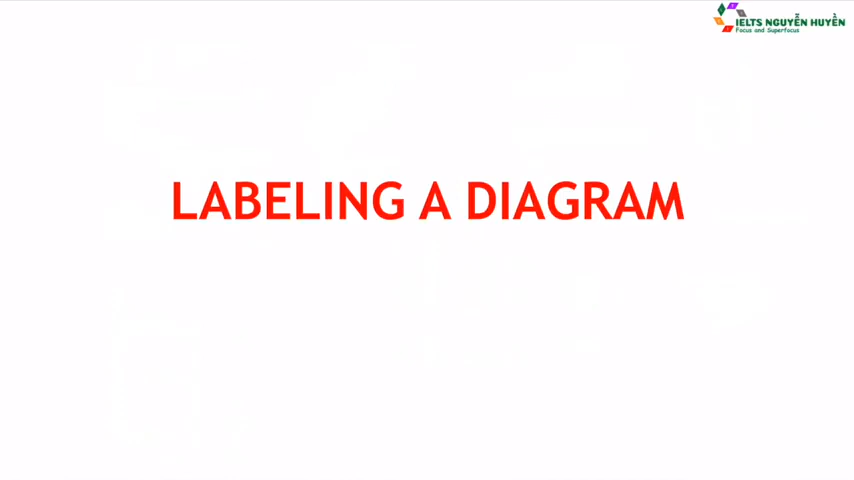 IELTS NGUYỄN HUYỀN
Focus and Superfocus
LABELING A DIAGRAM